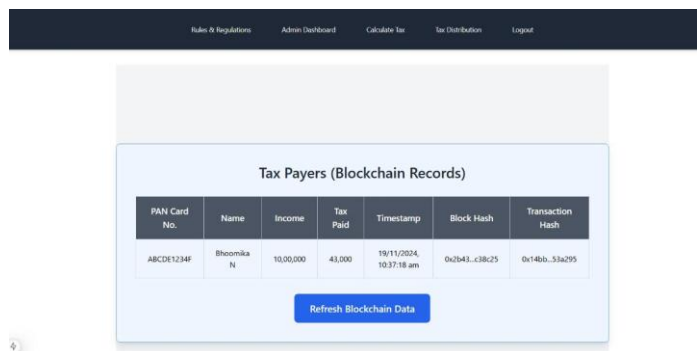 Rules & Regulations Admin Dashboard Calculate Tax Tax Distribution Logout
Tax Payers (Blockchain Records)
PAN Card No. Name Income Tax Paid Timestamp Block Hash Transaction Hash
ABCDE1234F Bhoomika N 10,00,000 43,000 19/11/2024, 10:37:18 am 0x2b43...c38c25 0x14bb...53a295
Refresh Blockchain Data